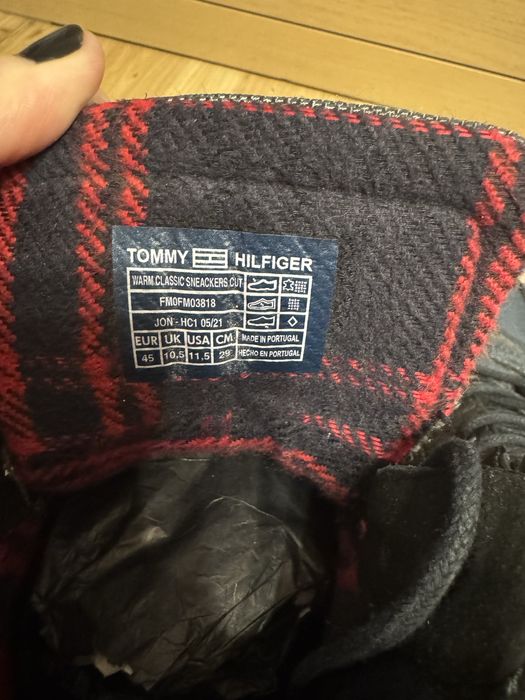 TOMMY HILFIGER
WARM CLASSIC SNEACKERS CUT
FM0FM03818
JON - HC1 05/21
EUR UK USA CM MADE IN PORTUGAL
45 10,5 11,5 29 HECHO EN PORTUGAL